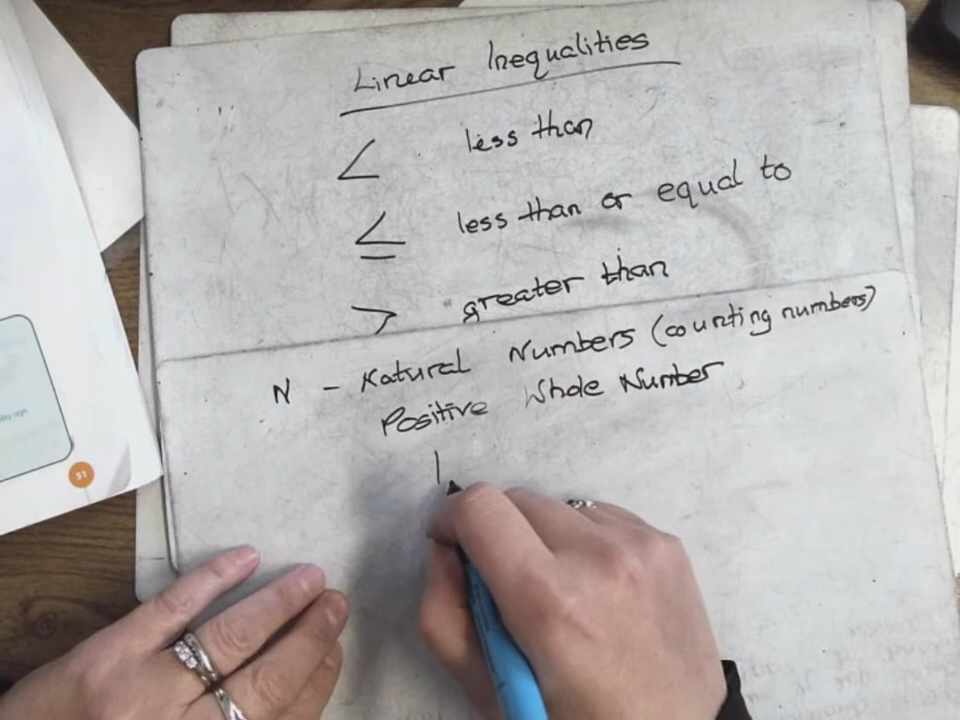 Linear Inequalities
< less than
≤ less than or equal to
> greater than
N - Natural Numbers (counting numbers)
Positive Whole Number
1
31